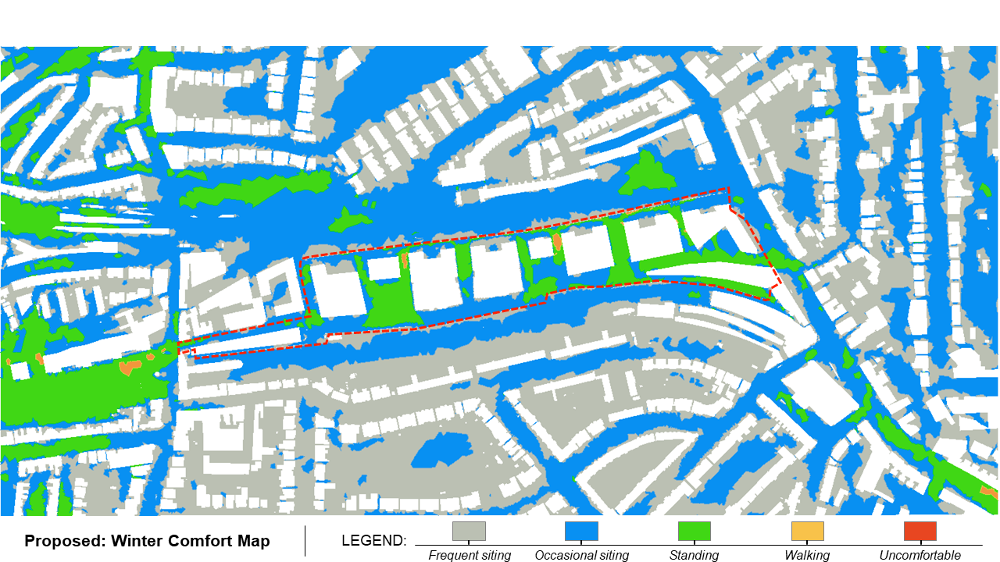 Proposed: Winter Comfort Map
LEGEND:
Frequent siting
Occasional siting
Standing
Walking
Uncomfortable